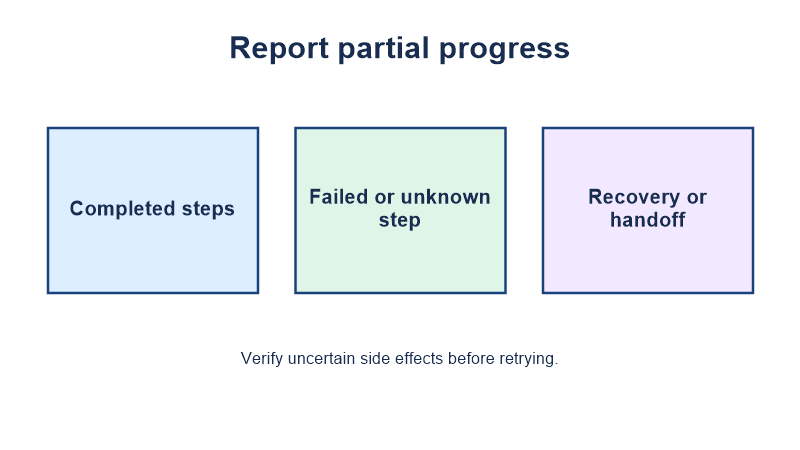 Report partial progress
Completed steps
Failed or unknown
step
Recovery or
handoff
Verify uncertain side effects before retrying.